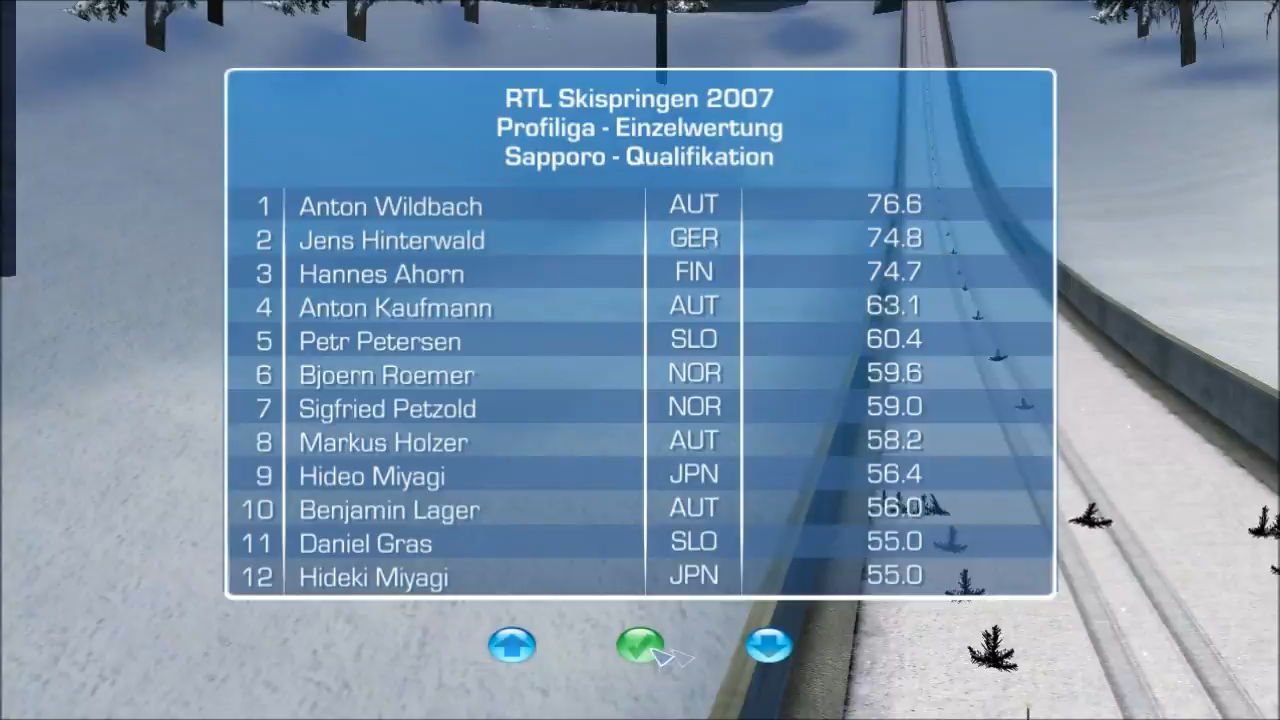 RTL Skispringen 2007
Profiliga - Einzelwertung
Sapporo - Qualifikation
1 Anton Wildbach AUT 76.6
2 Jens Hinterwald GER 74.8
3 Hannes Ahorn FIN 74.7
4 Anton Kaufmann AUT 63.1
5 Petr Petersen SLO 60.4
6 Bjoern Roemer NOR 59.6
7 Sigfried Petzold NOR 59.0
8 Markus Holzer AUT 58.2
9 Hideo Miyagi JPN 56.4
10 Benjamin Lager AUT 56.0
11 Daniel Gras SLO 55.0
12 Hideki Miyagi JPN 55.0